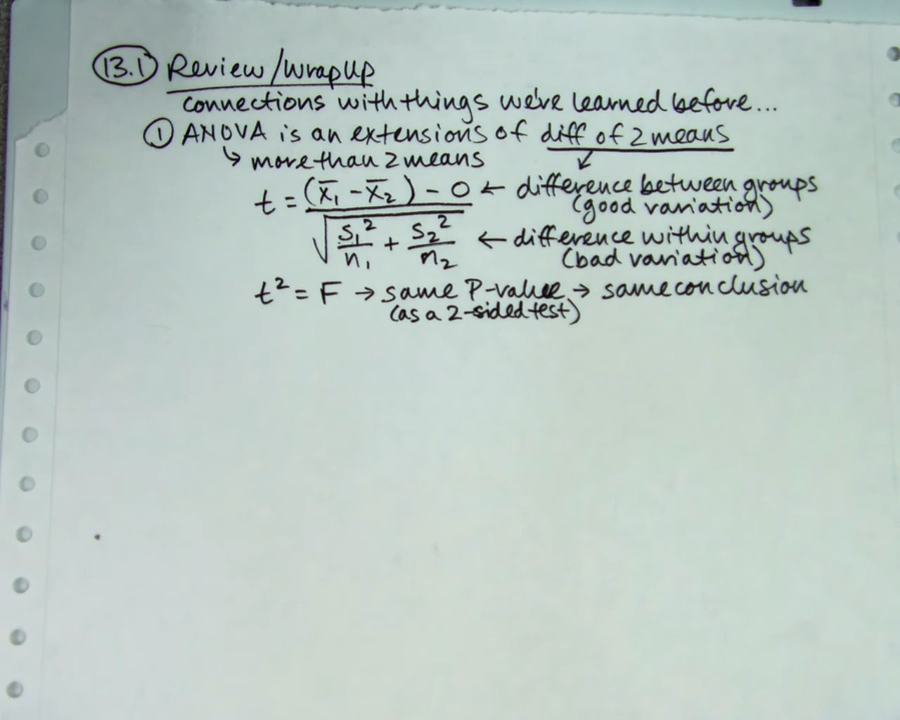 13.1 Review/WrapUp
connections with things we've learned before...
① ANOVA is an extensions of diff of 2 means
↳ more than 2 means ↙
t = (x̄₁ - x̄₂) - 0 ← difference between groups
(good variation)
√ s₁²/n₁ + s₂²/n₂ ← difference within groups
(bad variation)
t² = F → same P-value → same conclusion
(as a 2-sided test)